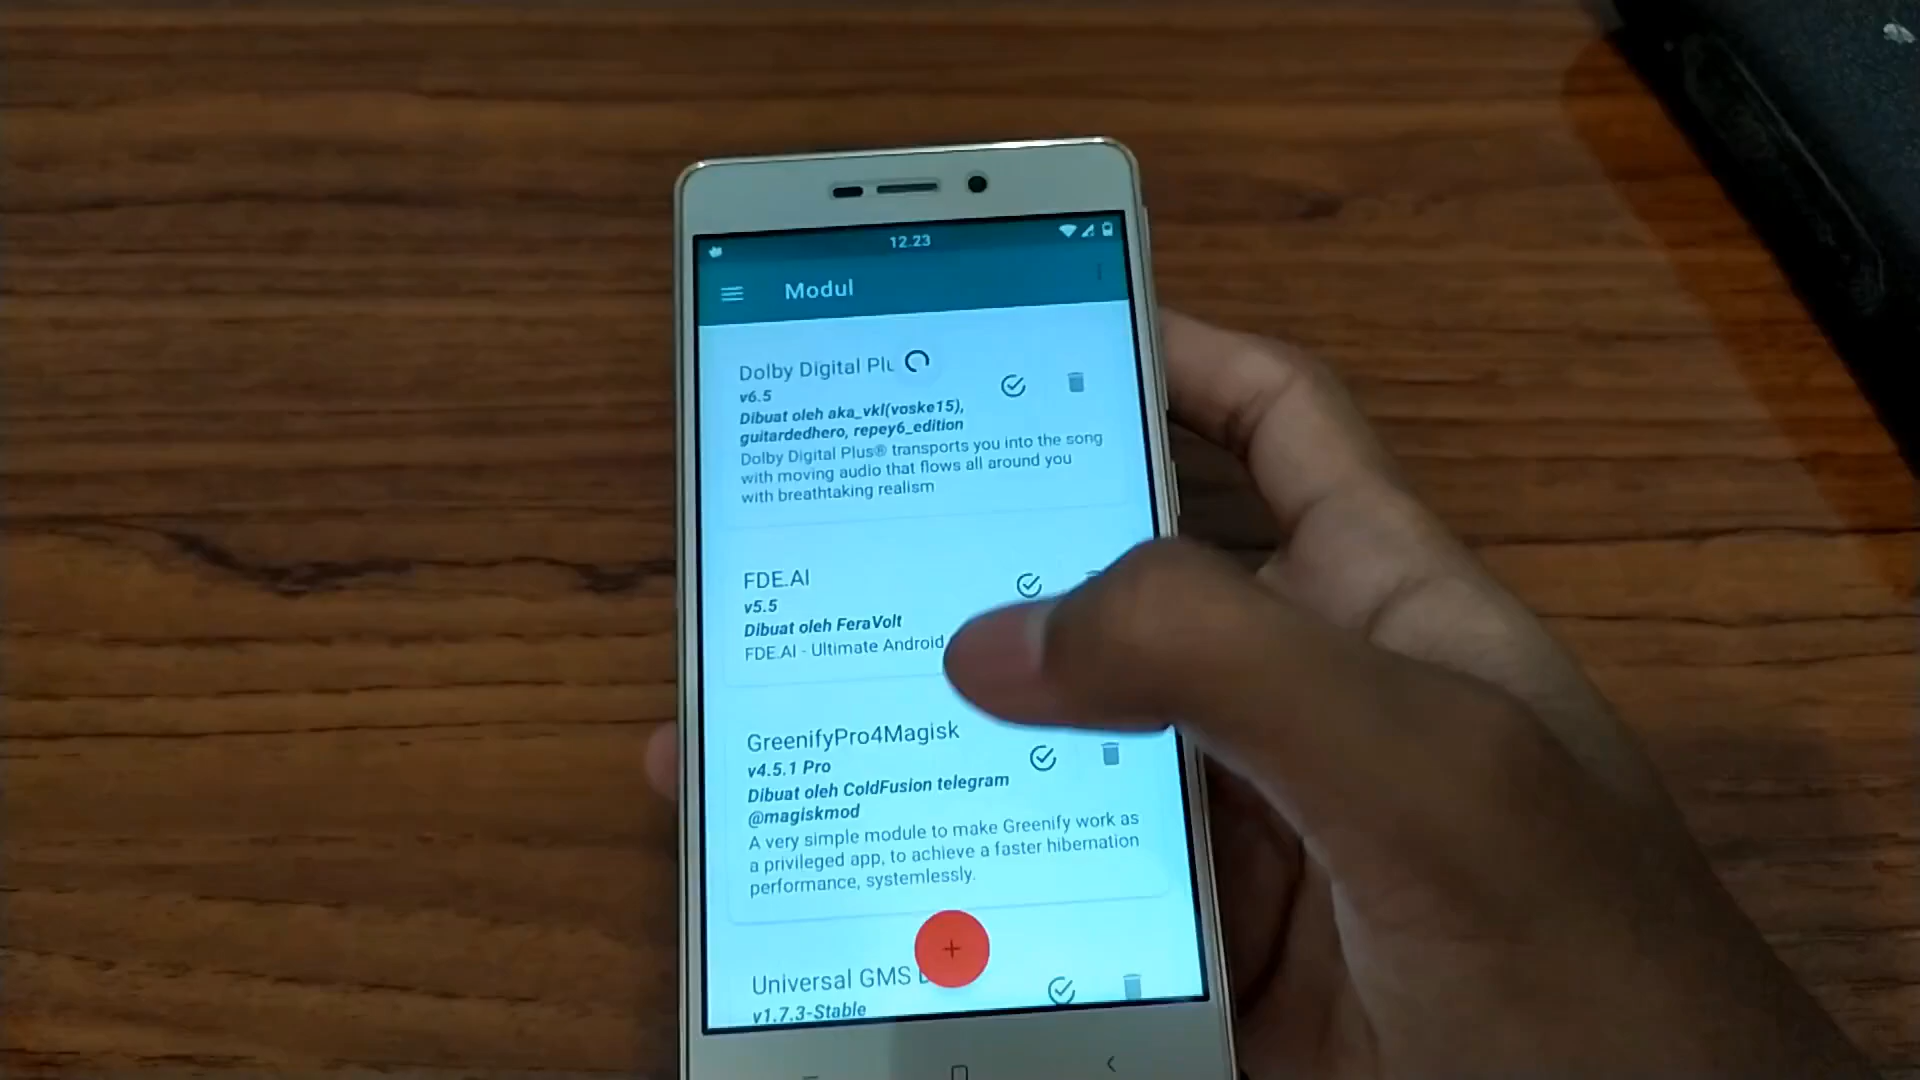 12.23
Modul
Dolby Digital
v6.5
Dibuat oleh aka_vkl(voske15),
guitardedhero, repey6_edition
Dolby Digital Plus® transports you into the song
with moving audio that flows all around you
with breathtaking realism
FDE.AI
v5.5
Dibuat oleh FeraVolt
FDE.AI - Ultimate Android
GreenifyPro4Magisk
v4.5.1 Pro
Dibuat oleh ColdFusion telegram
@magiskmod
A very simple module to make Greenify work as
a privileged app, to achieve a faster hibernation
performance, systemlessly.
Universal GMS
v1.7.3-Stable